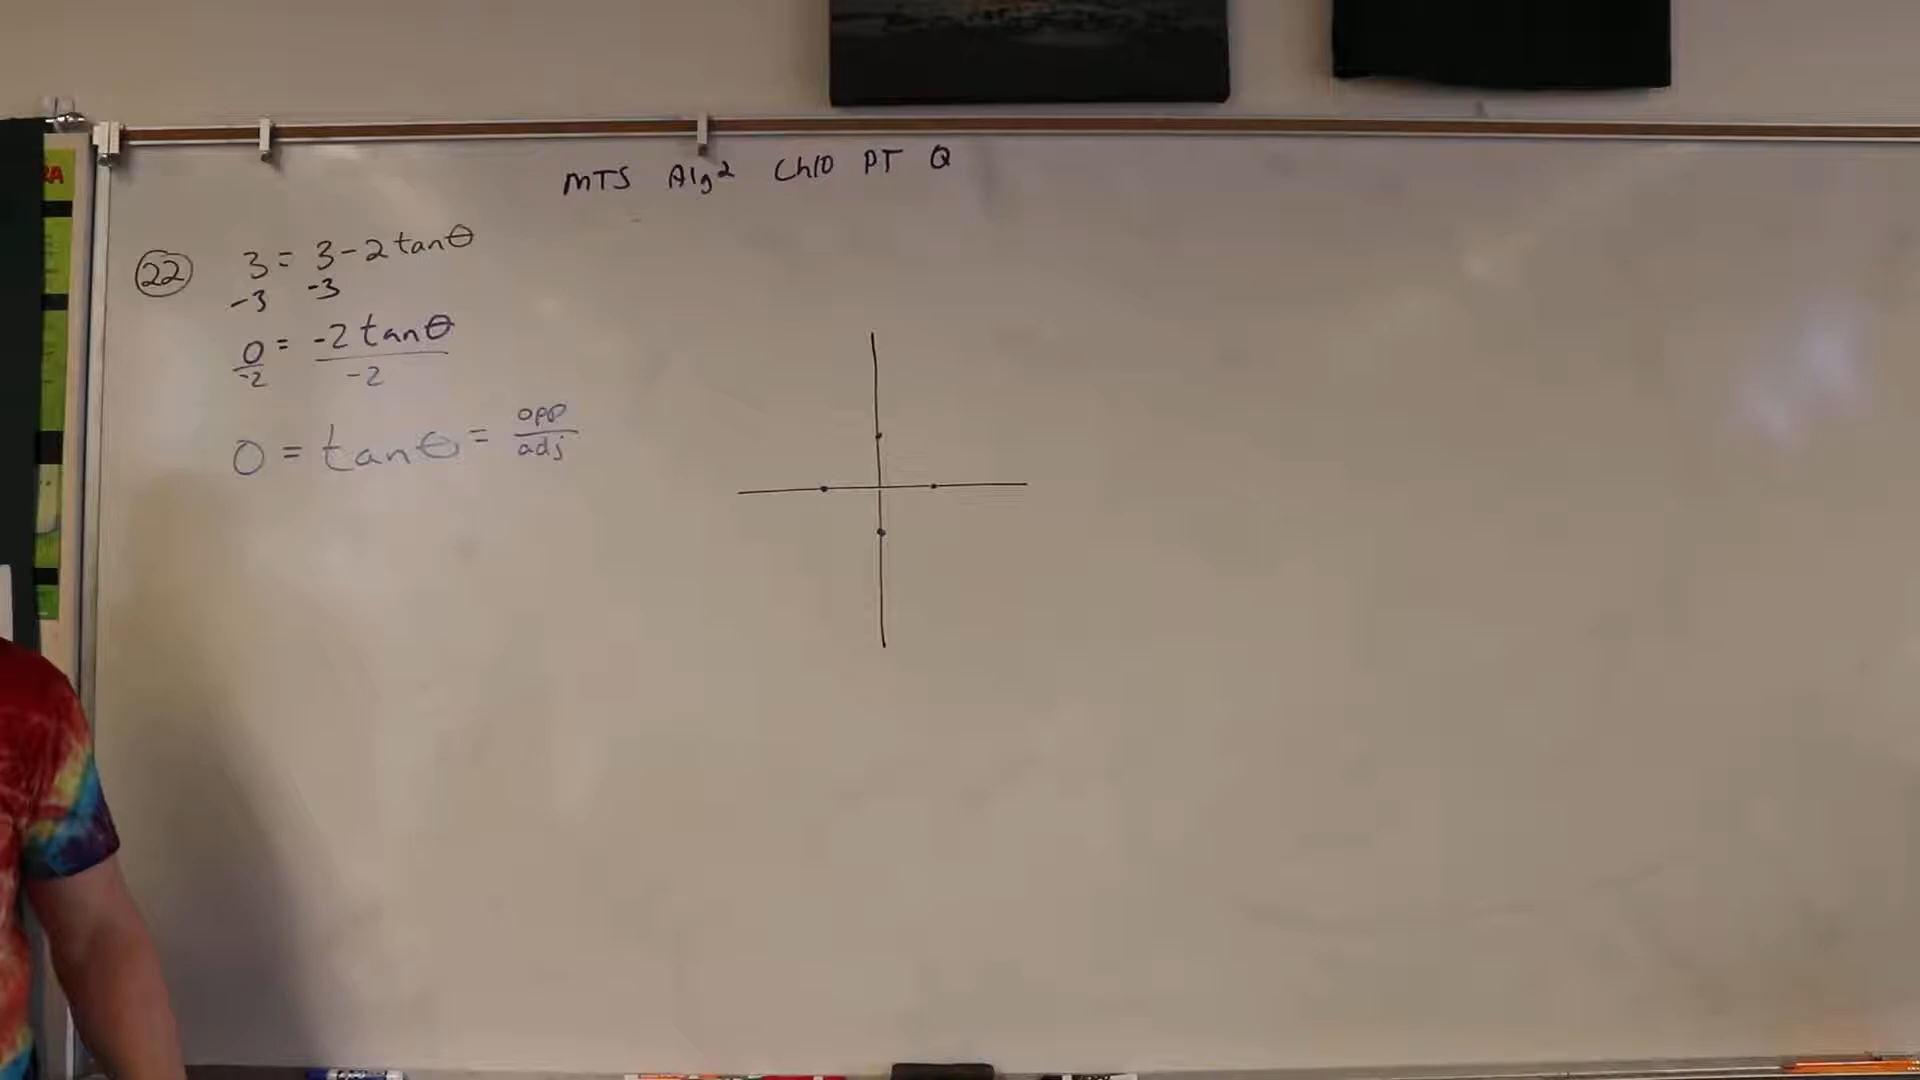 MTS Alg2 Ch10 PT Q
RA
22 3 = 3 - 2 tanθ
-3 -3
0/-2 = -2 tanθ/-2
0 = tanθ = opp/adj